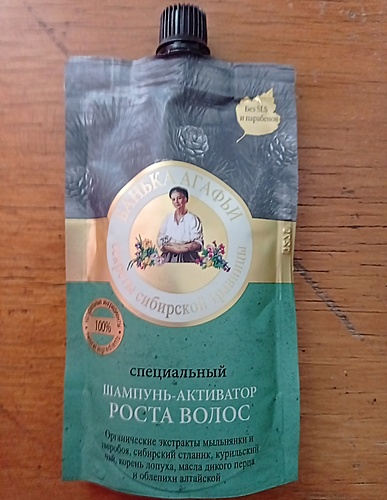 Без SLS
и парабенов
БАНЬКА АГАФЬИ
секреты сибирской травницы
100%
специальный
ШАМПУНЬ-АКТИВАТОР
РОСТА ВОЛОС
Органические экстракты мыльнянки и
зверобоя, сибирский стланик, курильский
чай, корень лопуха, масла дикого перца
и облепихи алтайской